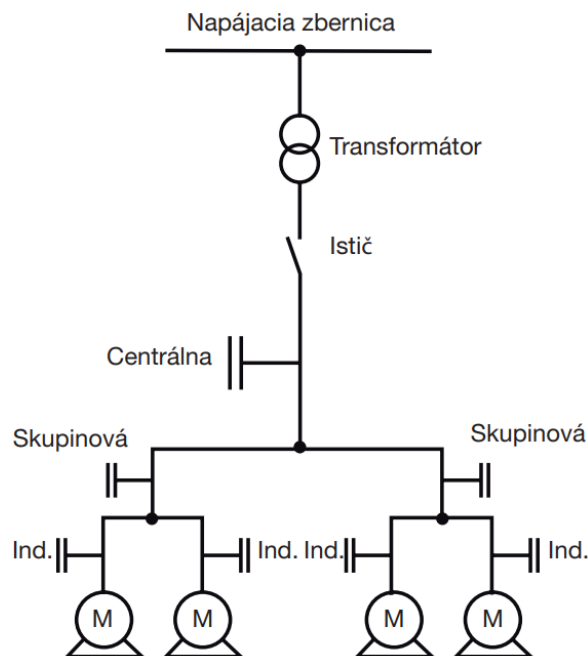 Napájacia zbernica
Transformátor
Istič
Centrálna
Skupinová
Skupinová
Ind.
Ind.
Ind.
Ind.
M
M
M
M